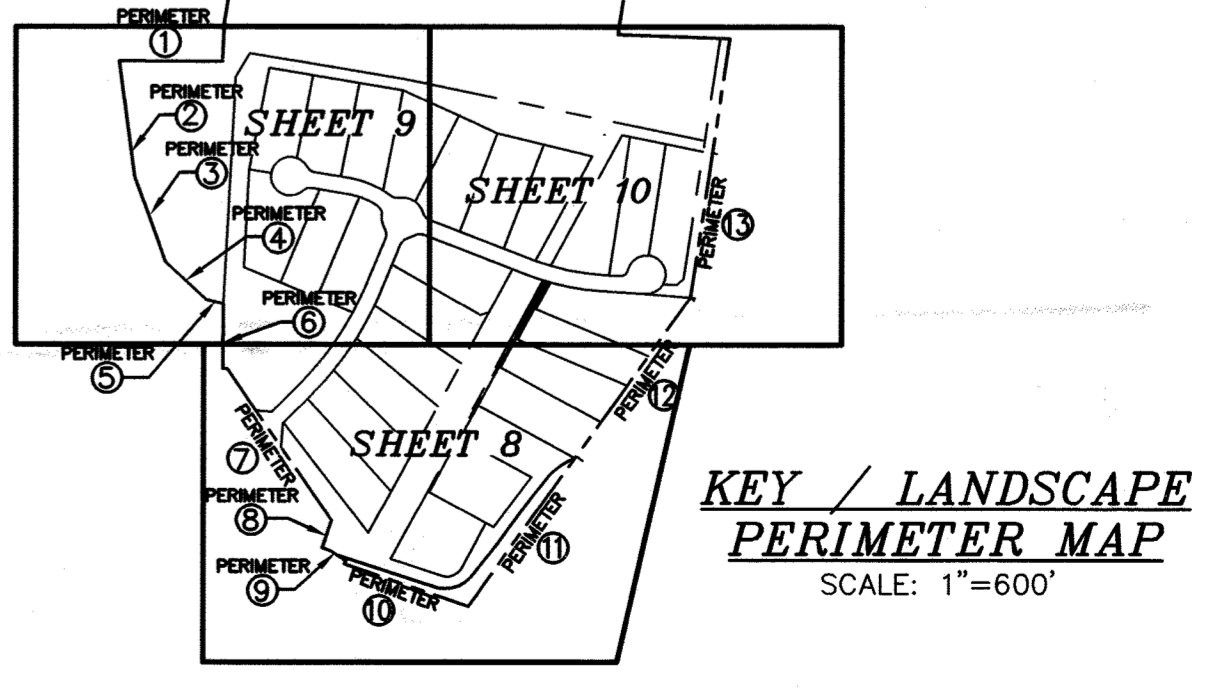 PERIMETER
1
PERIMETER
2
PERIMETER
3
SHEET 9
PERIMETER
4
SHEET 10
PERIMETER
13
PERIMETER
6
PERIMETER
5
PERIMETER
12
PERIMETER
7
SHEET 8
PERIMETER
8
PERIMETER
9
PERIMETER
10
PERIMETER
11
KEY / LANDSCAPE
PERIMETER MAP
SCALE: 1"=600'